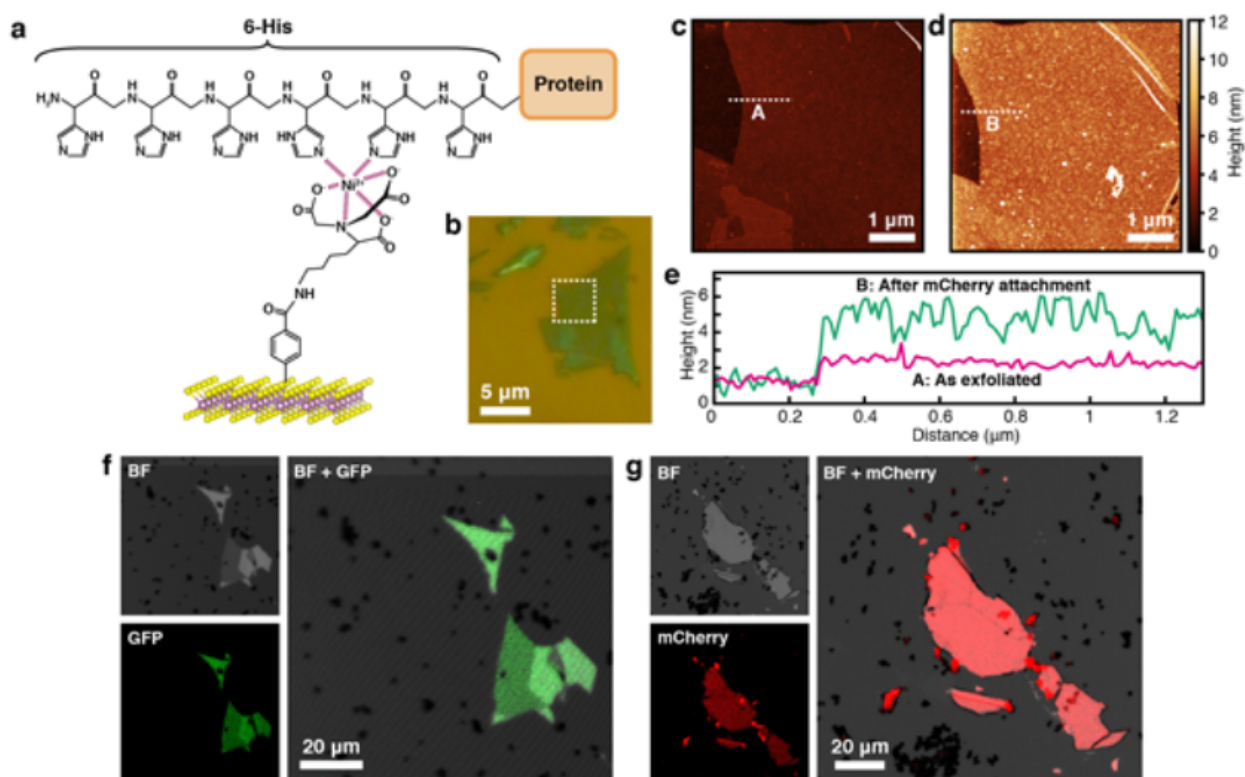 a
6-His
Protein
H₂N
O
H
N
O
H
N
O
H
N
O
H
N
O
H
N
O
NH
N
NH
N
NH
N
HN
N
NH
N
NH
N
O⁻
Ni²⁺
O⁻
O
O
O⁻
N
O
O
NH
b
5 µm
c
A
1 µm
d
B
1 µm
12
10
8
6
4
2
0
Height (nm)
e
B: After mCherry attachment
A: As exfoliated
Height (nm)
6
4
2
0
0
0.2
0.4
0.6
0.8
1
1.2
Distance (µm)
f
BF
GFP
BF + GFP
20 µm
g
BF
mCherry
BF + mCherry
20 µm